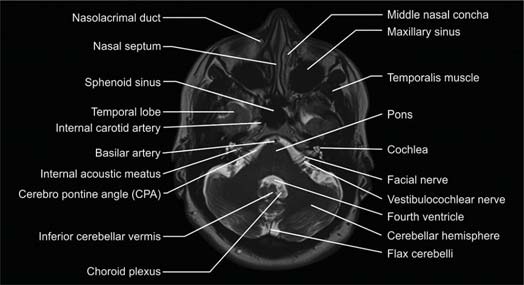 Nasolacrimal duct
Nasal septum
Sphenoid sinus
Temporal lobe
Internal carotid artery
Basilar artery
Internal acoustic meatus
Cerebro pontine angle (CPA)
Inferior cerebellar vermis
Choroid plexus
Middle nasal concha
Maxillary sinus
Temporalis muscle
Pons
Cochlea
Facial nerve
Vestibulocochlear nerve
Fourth ventricle
Cerebellar hemisphere
Flax cerebelli